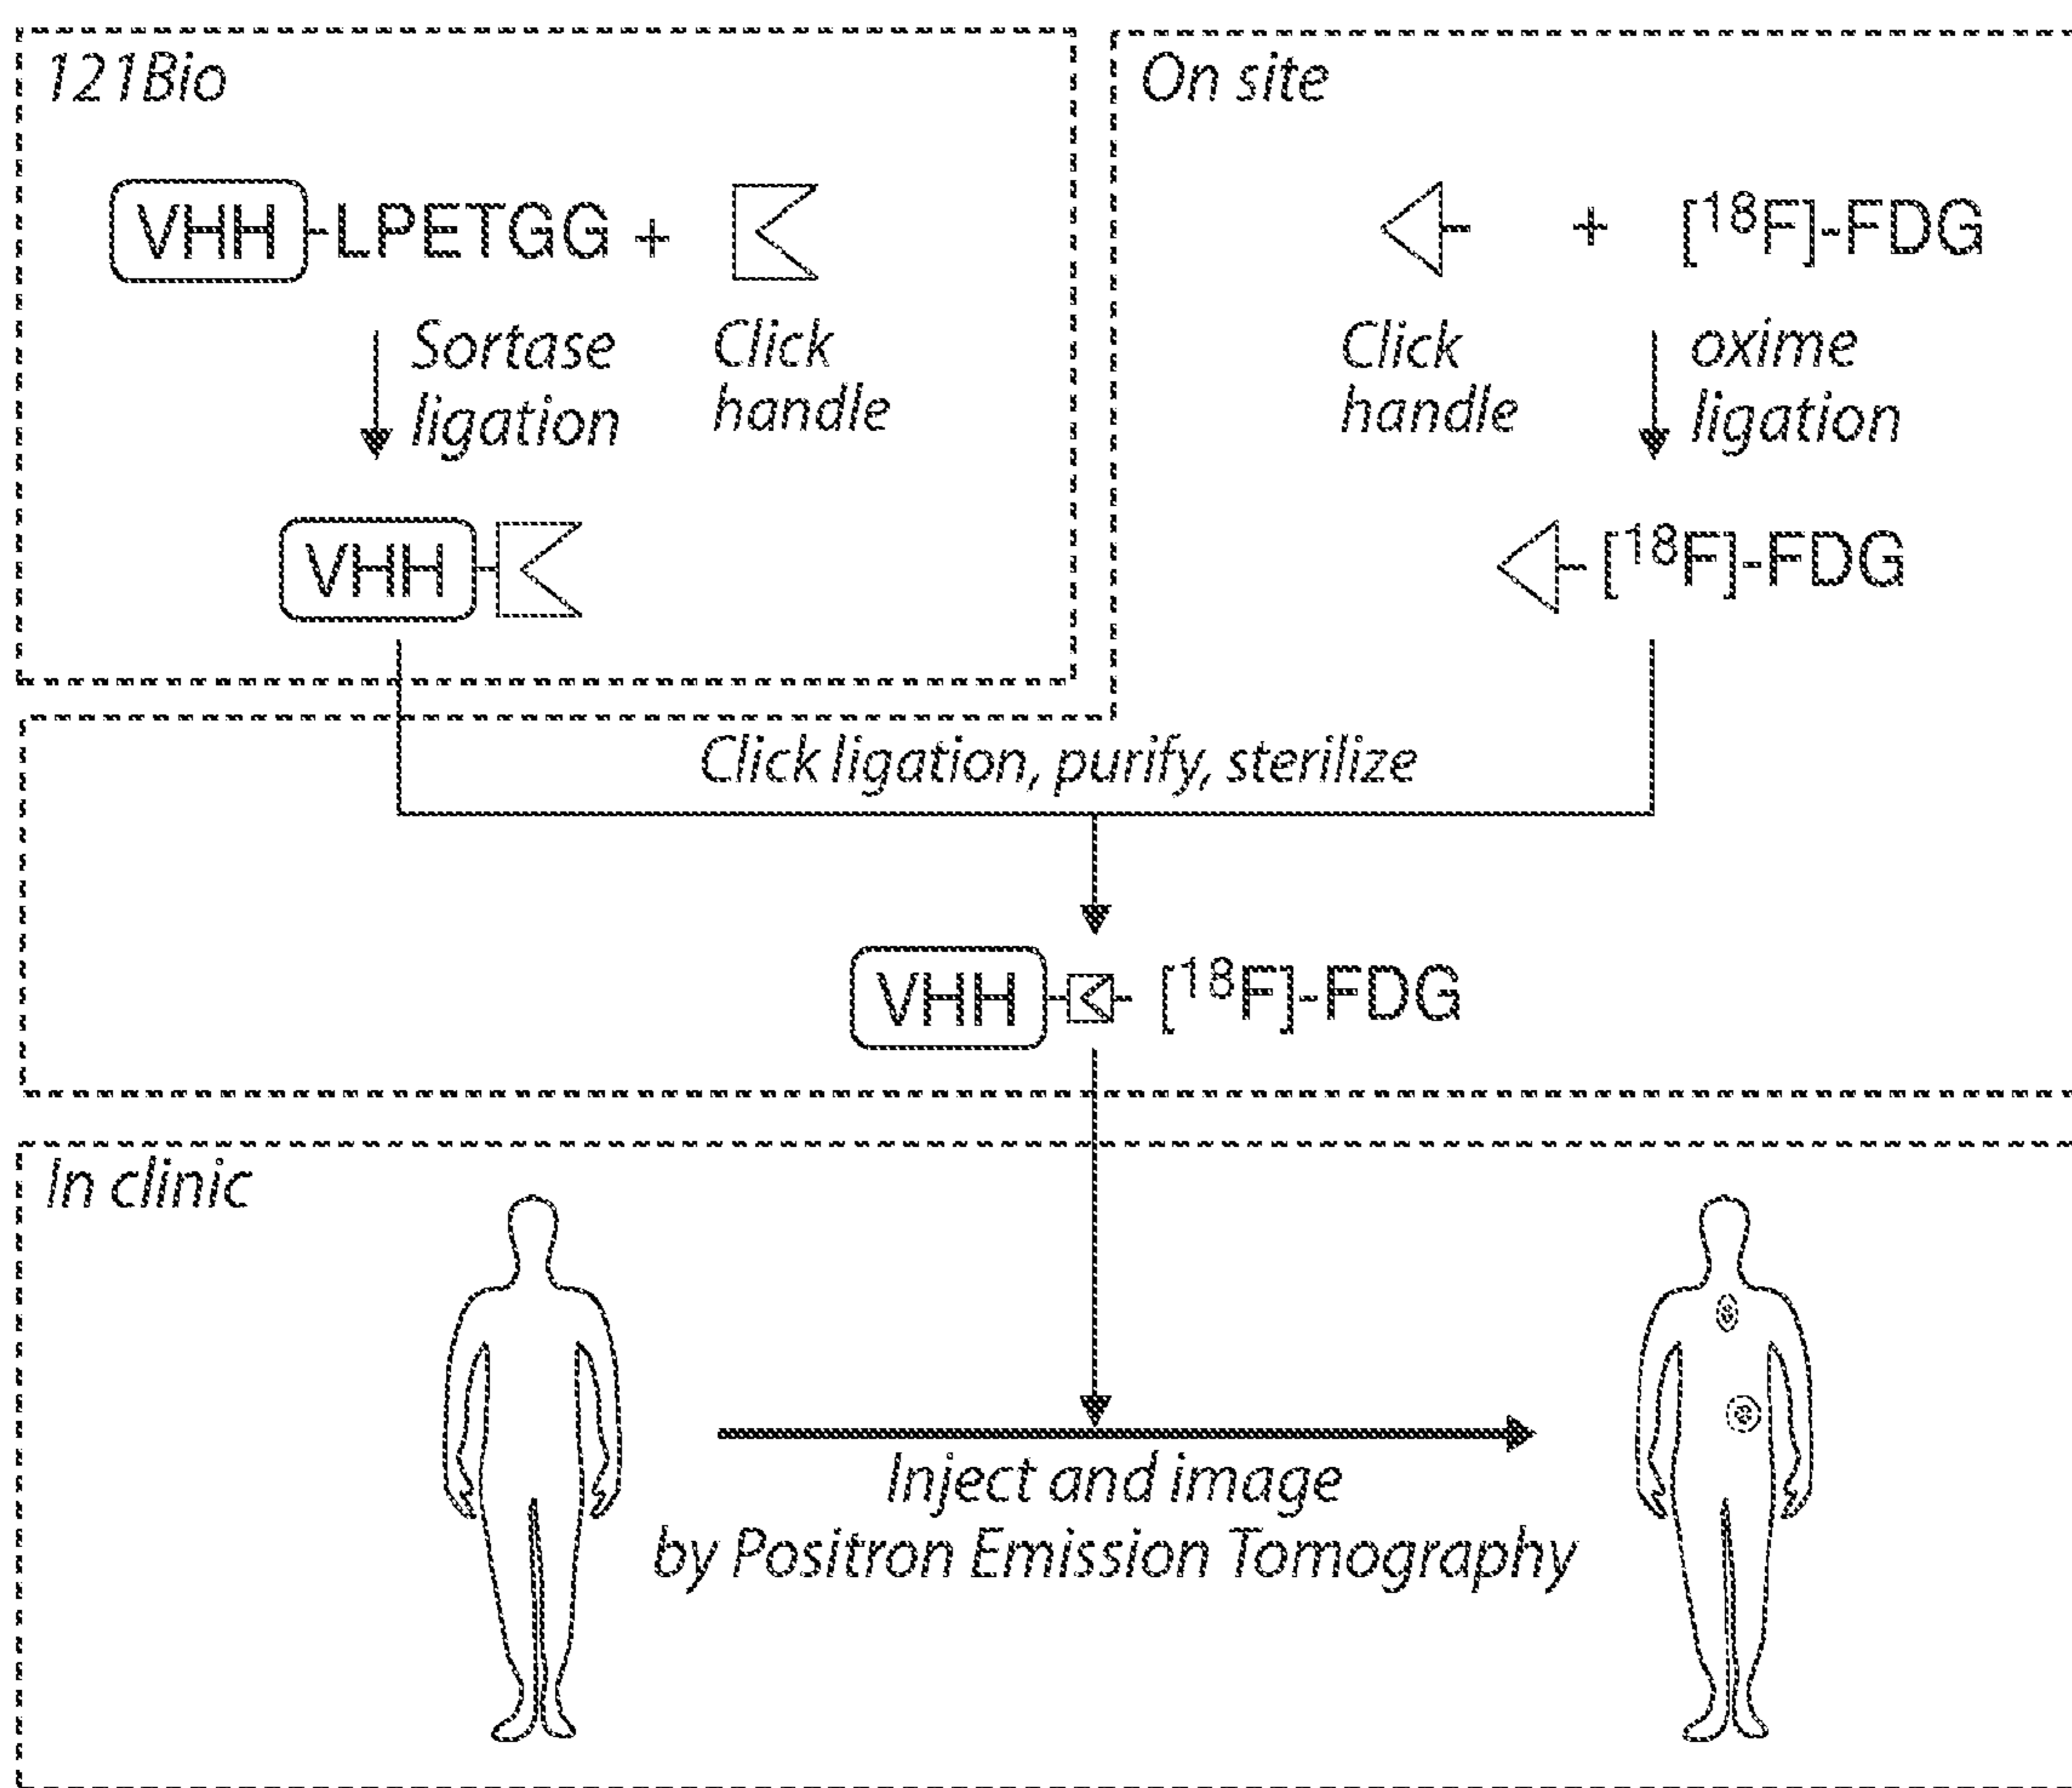 121Bio
VHH-LPETGG +
Sortase
ligation
Click
handle
VHH
On site
+ [¹⁸F]-FDG
Click
handle
oxime
ligation
[¹⁸F]-FDG
Click ligation, purify, sterilize
VHH [¹⁸F]-FDG
In clinic
Inject and image
by Positron Emission Tomography